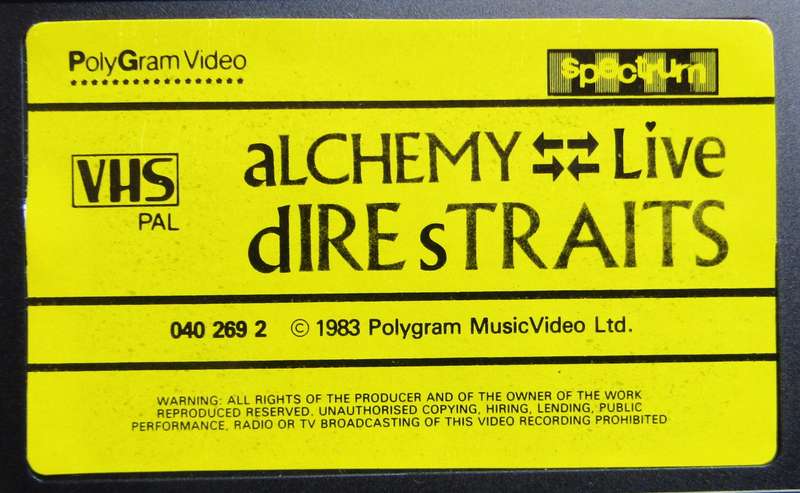 PolyGram Video
spectrum
aLCHEMY Live
VHS
PAL
dIRE sTRAITS
040 269 2 © 1983 Polygram MusicVideo Ltd.
WARNING: ALL RIGHTS OF THE PRODUCER AND OF THE OWNER OF THE WORK
REPRODUCED RESERVED. UNAUTHORISED COPYING, HIRING, LENDING, PUBLIC
PERFORMANCE, RADIO OR TV BROADCASTING OF THIS VIDEO RECORDING PROHIBITED